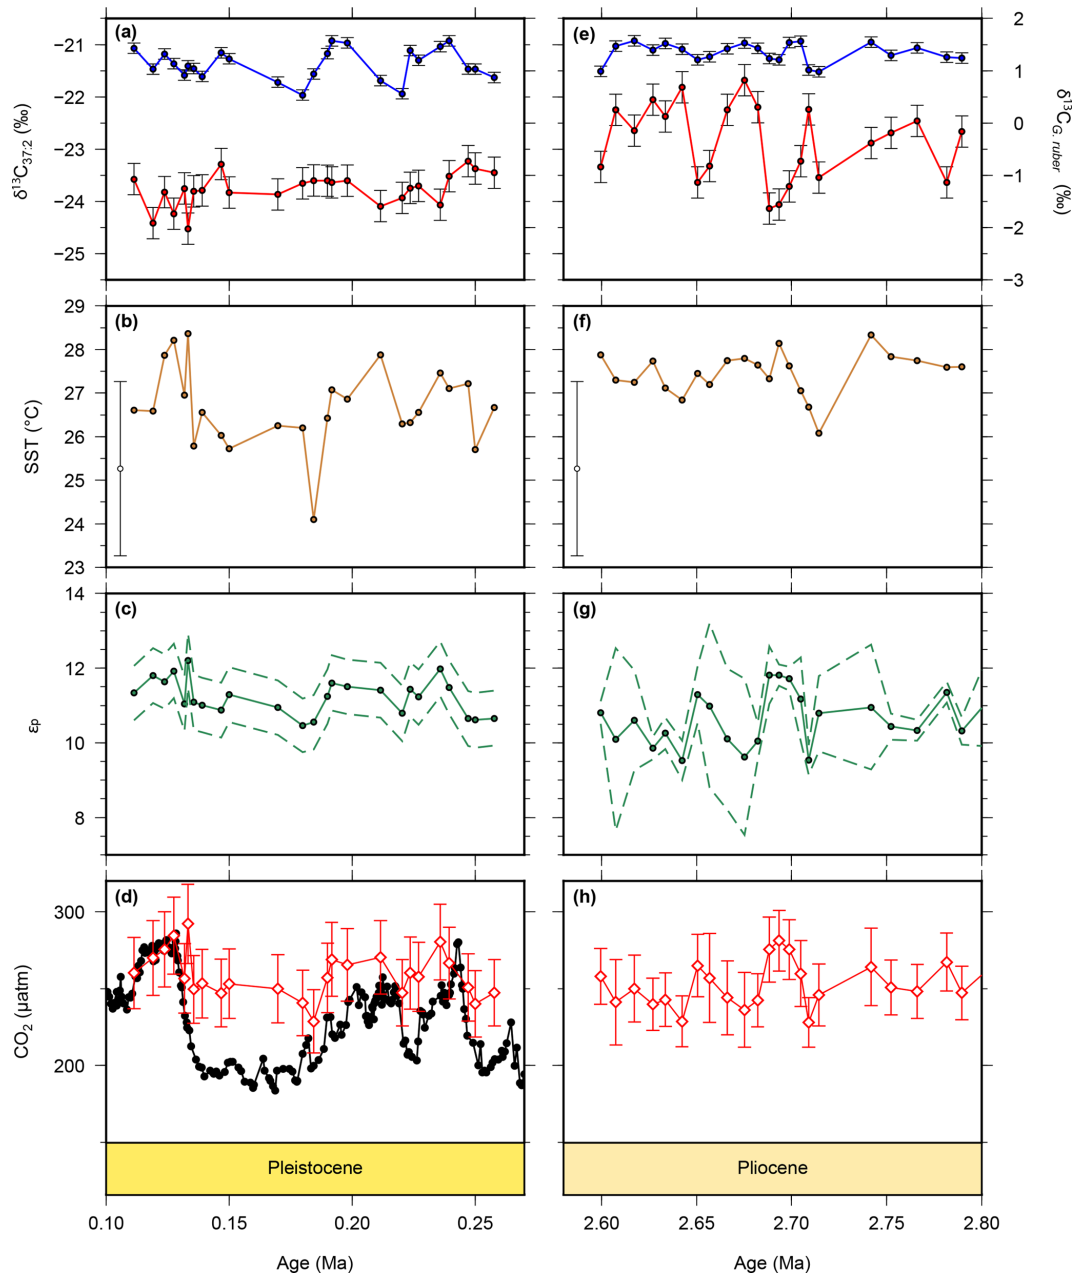 (a)
−21
−22
−23
−24
−25
δ13C37:2 (‰)
(e)
2
1
0
−1
−2
−3
δ13CG. ruber (‰)
(b)
29
28
27
26
25
24
23
SST (°C)
(f)
(c)
14
12
10
8
εp
(g)
(d)
300
200
CO2 (μatm)
(h)
Pleistocene
Pliocene
0.10 0.15 0.20 0.25
2.60 2.65 2.70 2.75 2.80
Age (Ma)
Age (Ma)